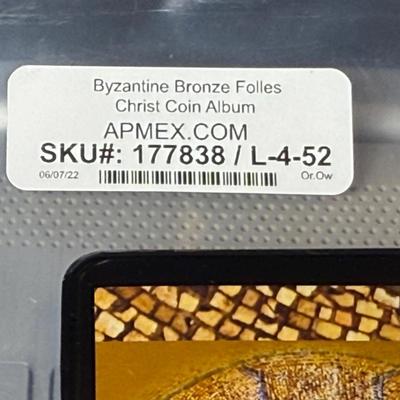 Byzantine Bronze Folles
Christ Coin Album
APMEX.COM
SKU#: 177838 / L-4-52
06/07/22 Or.Ow